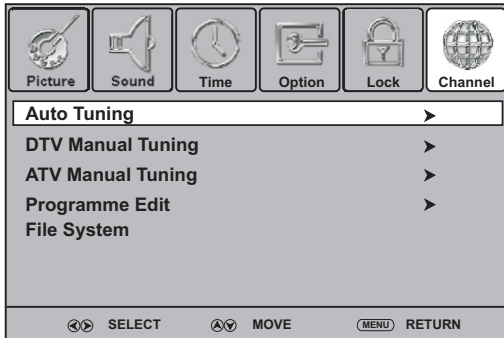 Picture Sound Time Option Lock Channel
Auto Tuning
DTV Manual Tuning
ATV Manual Tuning
Programme Edit
File System
SELECT MOVE MENU RETURN